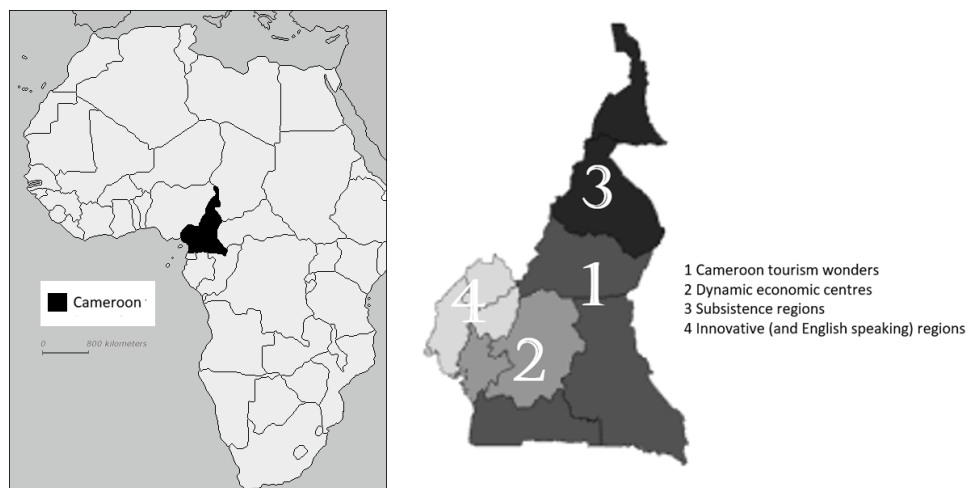 Cameroon
0 800 kilometers
3
1
4
2
1 Cameroon tourism wonders
2 Dynamic economic centres
3 Subsistence regions
4 Innovative (and English speaking) regions